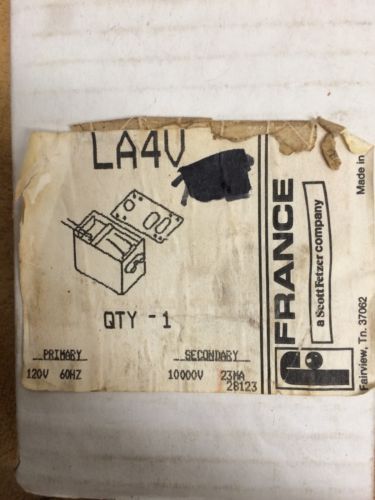 LA4V
QTY - 1
PRIMARY
120V 60HZ
SECONDARY
10000V 23MA
28123
FRANCE
a Scott Fetzer company
Fairview, Tn. 37062
Made in